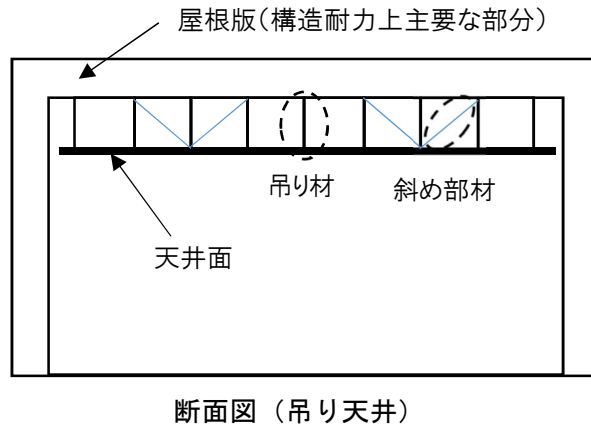 屋根版（構造耐力上主要な部分）
吊り材
斜め部材
天井面
断面図（吊り天井）